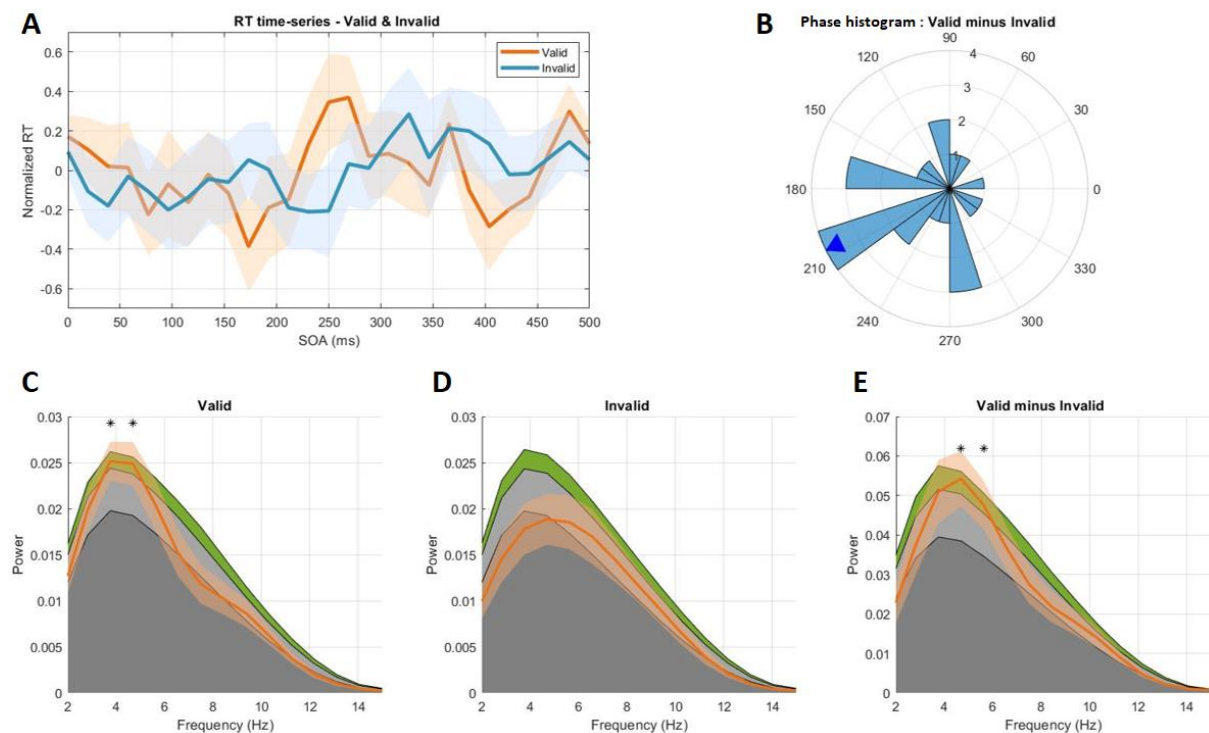 A
RT time-series - Valid & Invalid
Normalized RT
0.6
0.4
0.2
0
-0.2
-0.4
-0.6
Valid
Invalid
0 50 100 150 200 250 300 350 400 450 500
SOA (ms)
B
Phase histogram : Valid minus Invalid
90
120 60
4
3
150 30
2
1
180 0
210 330
240 300
270
C
Valid
* *
Power
0.03
0.025
0.02
0.015
0.01
0.005
0
2 4 6 8 10 12 14
Frequency (Hz)
D
Invalid
Power
0.03
0.025
0.02
0.015
0.01
0.005
0
2 4 6 8 10 12 14
Frequency (Hz)
E
Valid minus Invalid
* *
Power
0.07
0.06
0.05
0.04
0.03
0.02
0.01
0
2 4 6 8 10 12 14
Frequency (Hz)